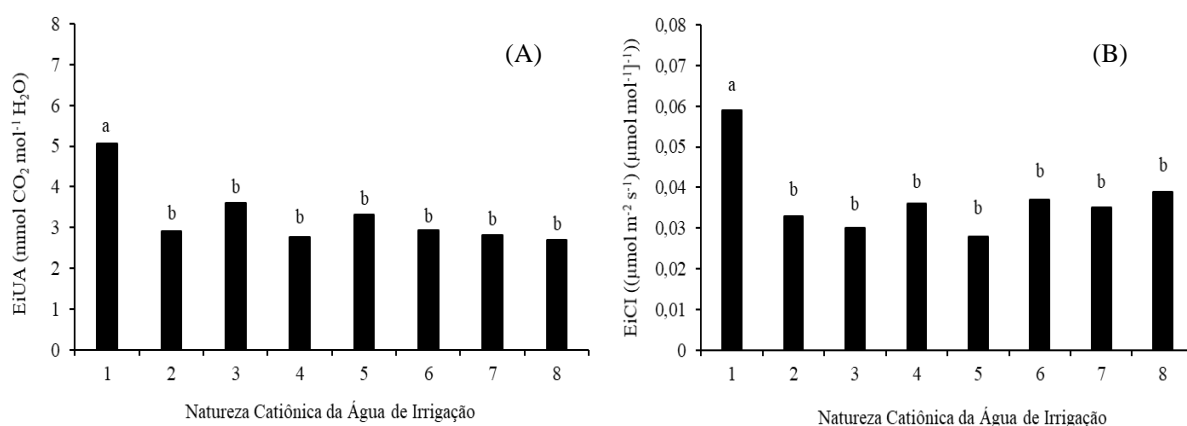 (A)
EiUA (mmol CO₂ mol⁻¹ H₂O)
8
7
6
5
4
3
2
1
0
a
b
b
b
b
b
b
b
1 2 3 4 5 6 7 8
Natureza Catiônica da Água de Irrigação
(B)
EiCI ((µmol m⁻² s⁻¹) (µmol mol⁻¹]⁻¹))
0,08
0,07
0,06
0,05
0,04
0,03
0,02
0,01
0
a
b
b
b
b
b
b
b
1 2 3 4 5 6 7 8
Natureza Catiônica da Água de Irrigação